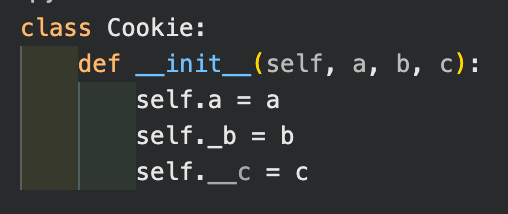 class Cookie:
    def __init__(self, a, b, c):
        self.a = a
        self._b = b
        self.__c = c